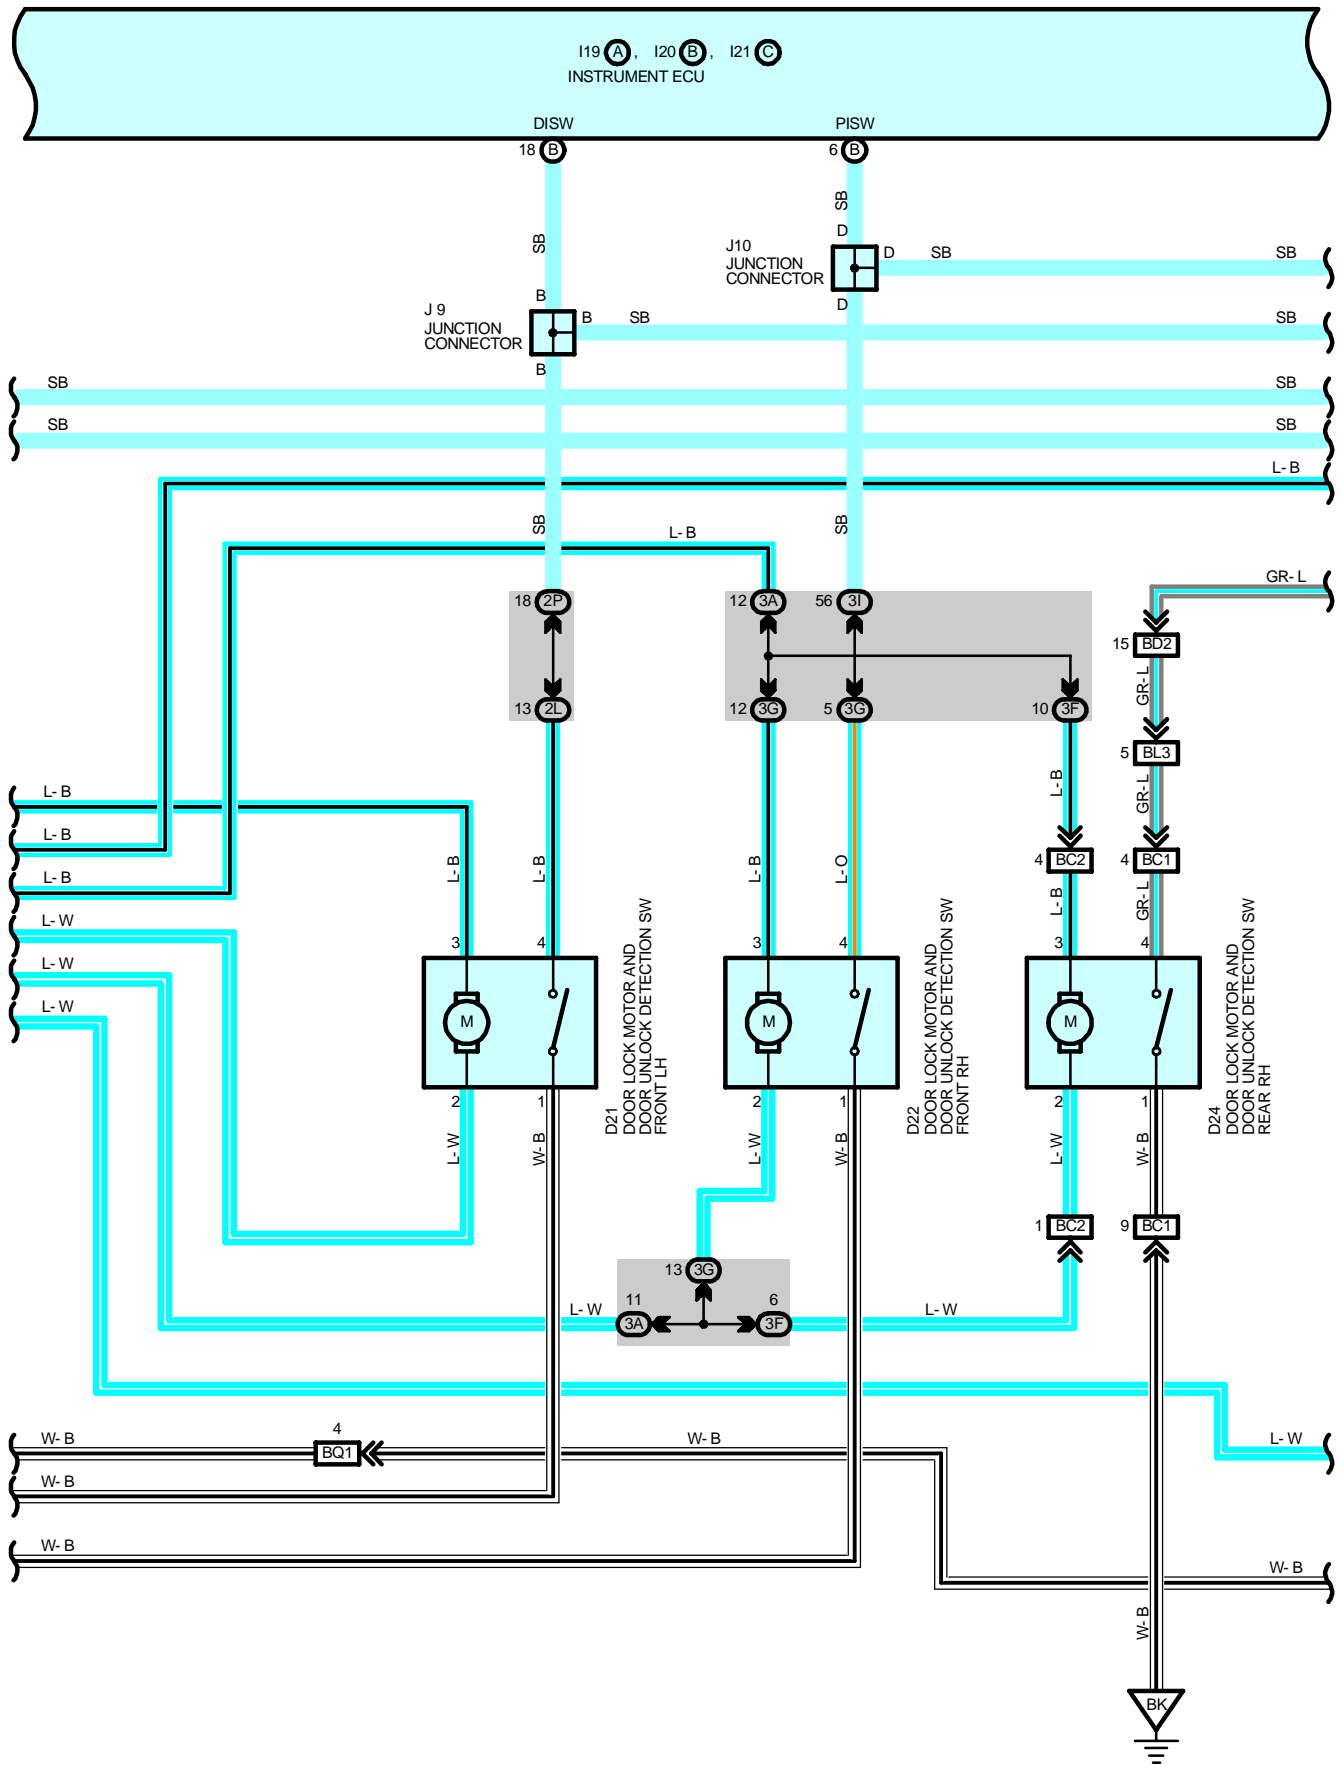 I19 A , I20 B , I21 C
INSTRUMENT ECU
DISW
PISW
18 B
6 B
SB
SB
D
J10
JUNCTION
CONNECTOR
D
SB
SB
D
B
J 9
JUNCTION
CONNECTOR
B
SB
SB
B
SB
SB
SB
SB
L- B
SB
L- B
SB
GR- L
18 2P
12 3A
56 3I
15 BD2
GR- L
13 2L
12 3G
5 3G
10 3F
5 BL3
L- B
L- B
GR- L
L- B
L- B
L- B
L- B
L- B
L- O
4 BC2
4 BC1
L- B
GR- L
L- W
L- W
L- W
3
4
3
4
3
4
M
M
M
D21
DOOR LOCK MOTOR AND
DOOR UNLOCK DETECTION SW
FRONT LH
D22
DOOR LOCK MOTOR AND
DOOR UNLOCK DETECTION SW
FRONT RH
D24
DOOR LOCK MOTOR AND
DOOR UNLOCK DETECTION SW
REAR RH
2
1
2
1
2
1
L- W
W- B
L- W
W- B
L- W
W- B
1 BC2
9 BC1
13 3G
11
6
L- W
3A
3F
L- W
4
W- B
BQ1
W- B
L- W
W- B
W- B
W- B
W- B
BK